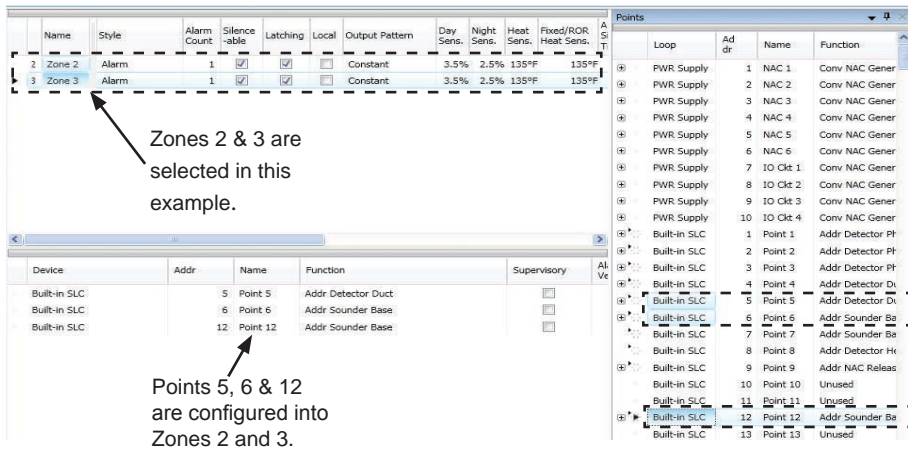 Name Style Alarm Count Silence -able Latching Local Output Pattern Day Sens. Night Sens. Heat Sens. Fixed/ROR Heat Sens.
2 Zone 2 Alarm 1 Constant 3.5% 2.5% 135°F 135°F
3 Zone 3 Alarm 1 Constant 3.5% 2.5% 135°F 135°F
Zones 2 & 3 are
selected in this
example.
Device Addr Name Function Supervisory
Built-in SLC 5 Point 5 Addr Detector Duct
Built-in SLC 6 Point 6 Addr Sounder Base
Built-in SLC 12 Point 12 Addr Sounder Base
Points 5, 6 & 12
are configured into
Zones 2 and 3.
Points
Loop Ad dr Name Function
PWR Supply 1 NAC 1 Conv NAC Gener
PWR Supply 2 NAC 2 Conv NAC Gener
PWR Supply 3 NAC 3 Conv NAC Gener
PWR Supply 4 NAC 4 Conv NAC Gener
PWR Supply 5 NAC 5 Conv NAC Gener
PWR Supply 6 NAC 6 Conv NAC Gener
PWR Supply 7 IO Ckt 1 Conv NAC Gener
PWR Supply 8 IO Ckt 2 Conv NAC Gener
PWR Supply 9 IO Ckt 3 Conv NAC Gener
PWR Supply 10 IO Ckt 4 Conv NAC Gener
Built-in SLC 1 Point 1 Addr Detector Ph
Built-in SLC 2 Point 2 Addr Detector Ph
Built-in SLC 3 Point 3 Addr Detector Ph
Built-in SLC 4 Point 4 Addr Detector Du
Built-in SLC 5 Point 5 Addr Detector Du
Built-in SLC 6 Point 6 Addr Sounder Ba
Built-in SLC 7 Point 7 Addr Sounder Ba
Built-in SLC 8 Point 8 Addr Detector He
Built-in SLC 9 Point 9 Addr NAC Releas
Built-in SLC 10 Point 10 Unused
Built-in SLC 11 Point 11 Unused
Built-in SLC 12 Point 12 Addr Sounder Ba
Built-in SLC 13 Point 13 Unused